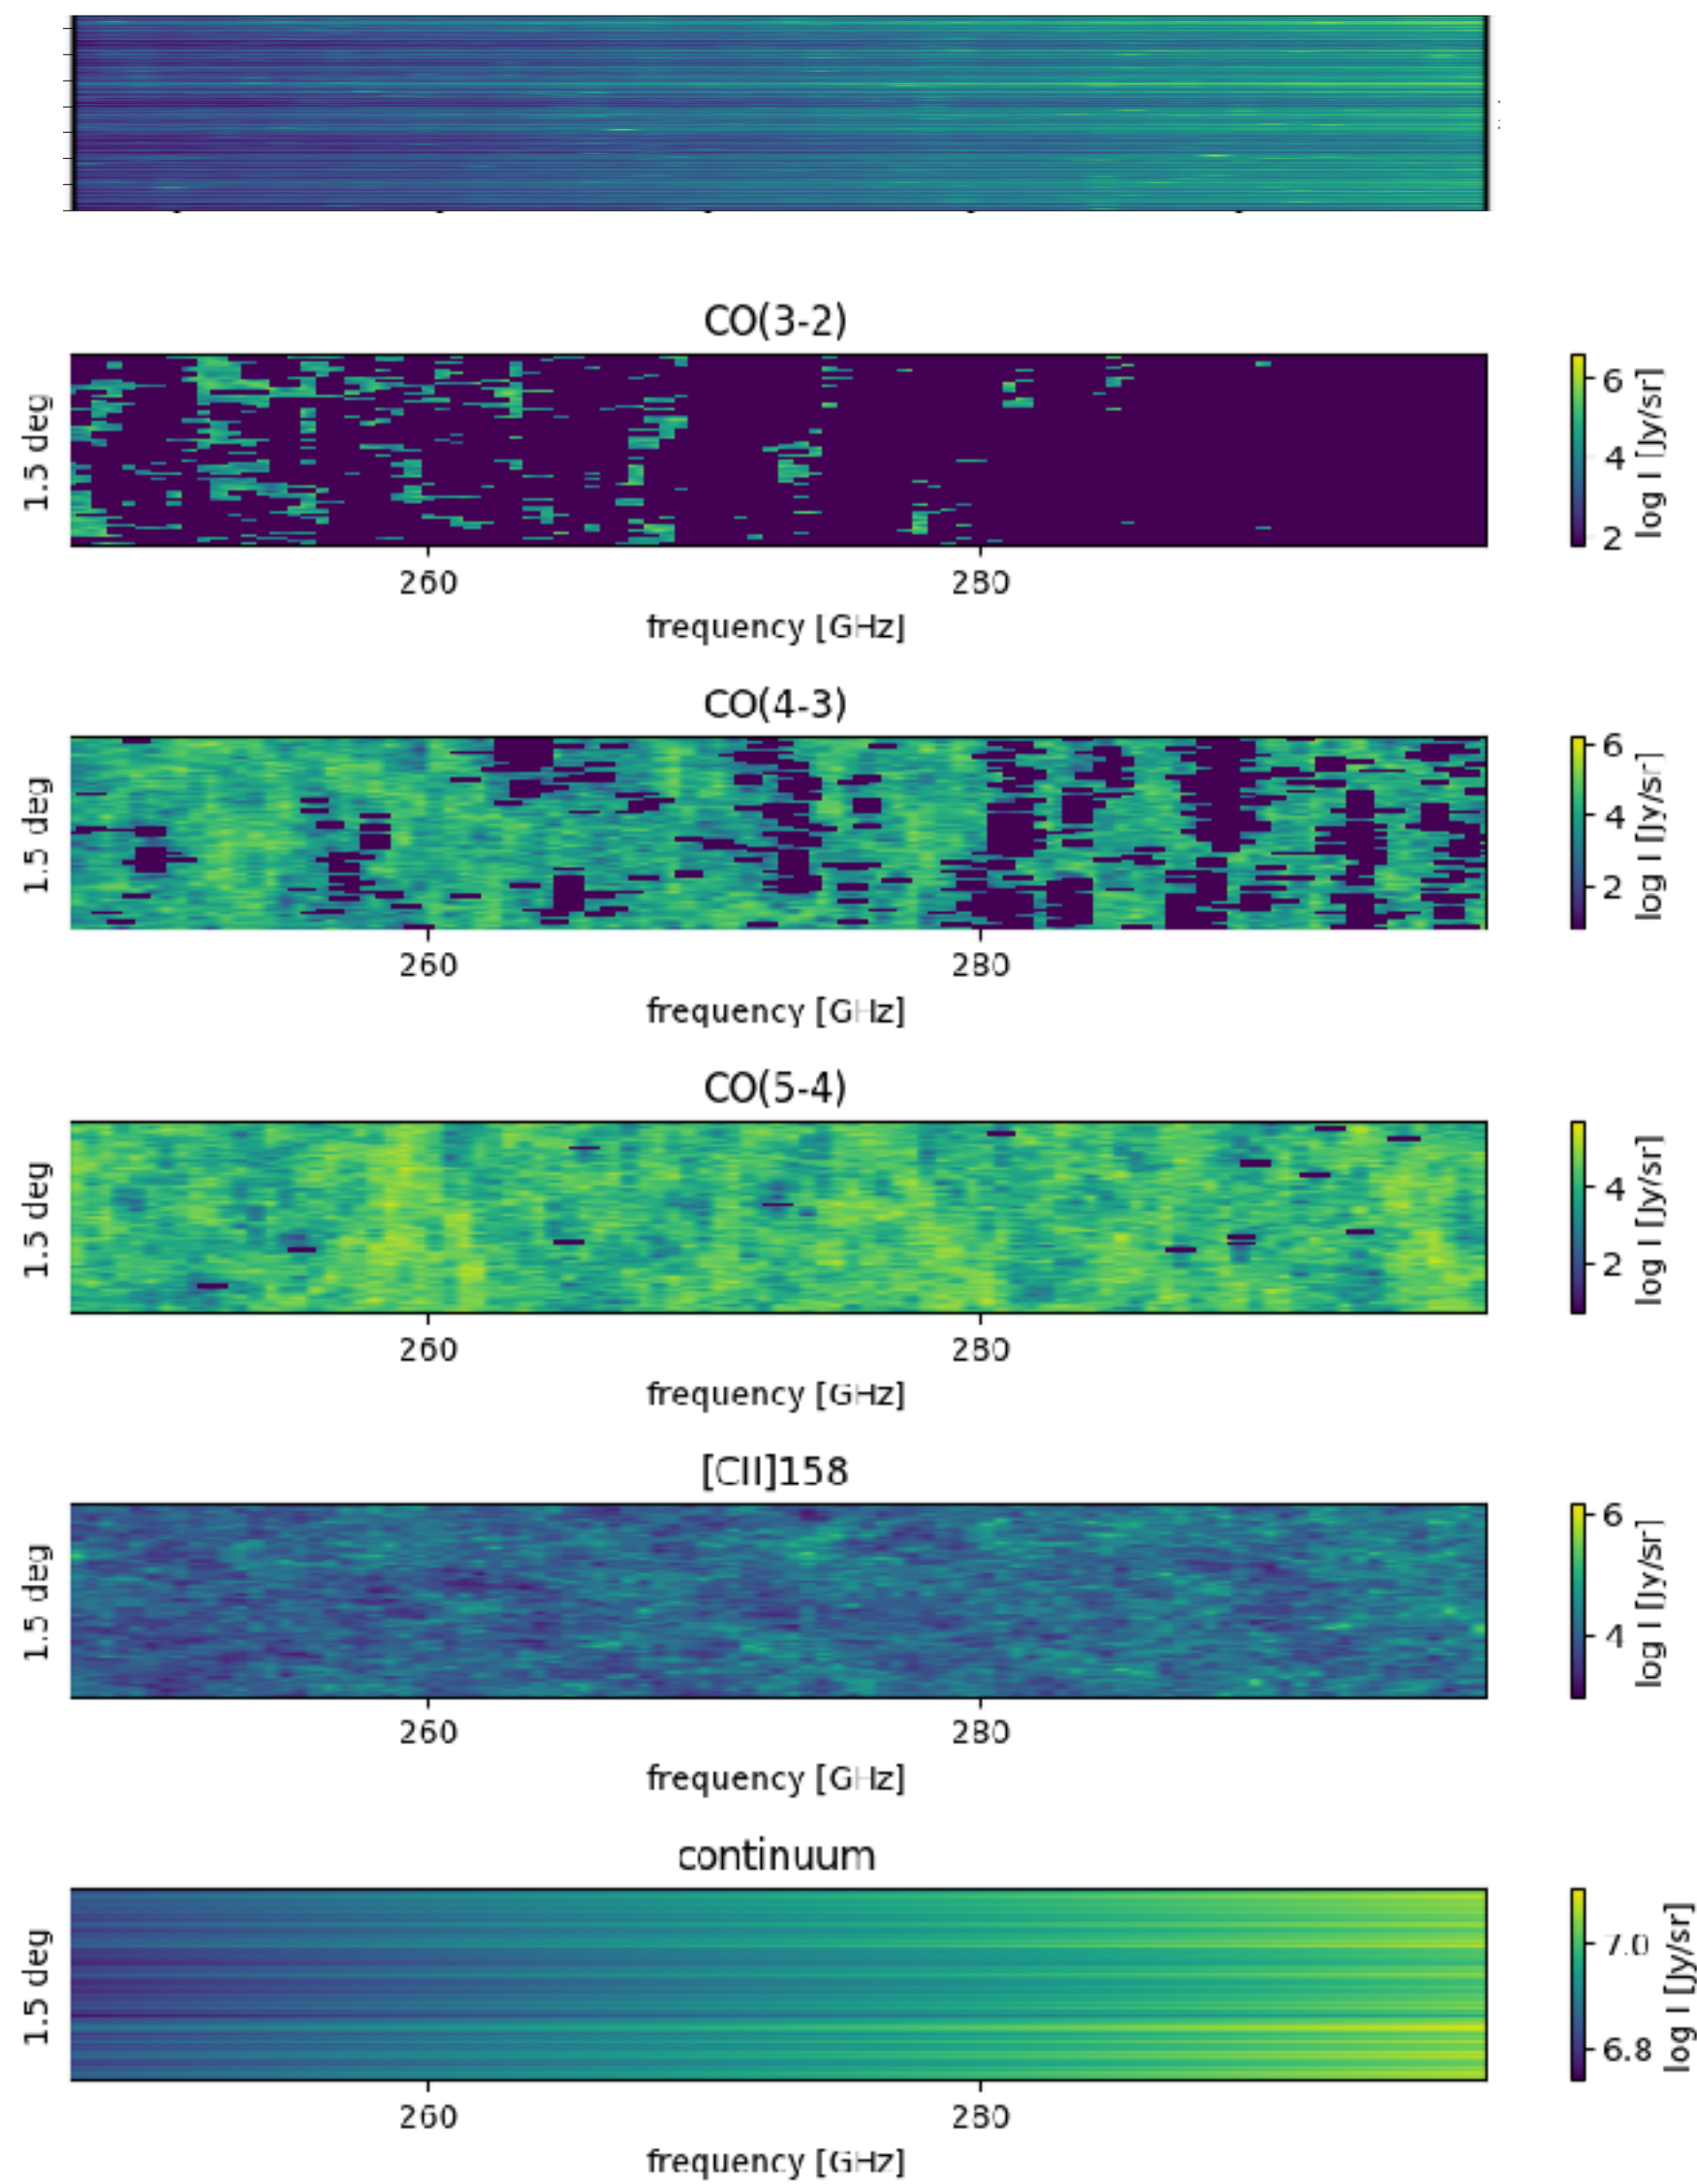 CO(3-2)
1.5 deg
6
4
2
log I [Jy/sr]
260
280
frequency [GHz]
CO(4-3)
1.5 deg
6
4
2
log I [Jy/sr]
260
280
frequency [GHz]
CO(5-4)
1.5 deg
4
2
log I [Jy/sr]
260
280
frequency [GHz]
[CII]158
1.5 deg
6
4
log I [Jy/sr]
260
280
frequency [GHz]
continuum
1.5 deg
7.0
6.8
log I [Jy/sr]
260
280
frequency [GHz]